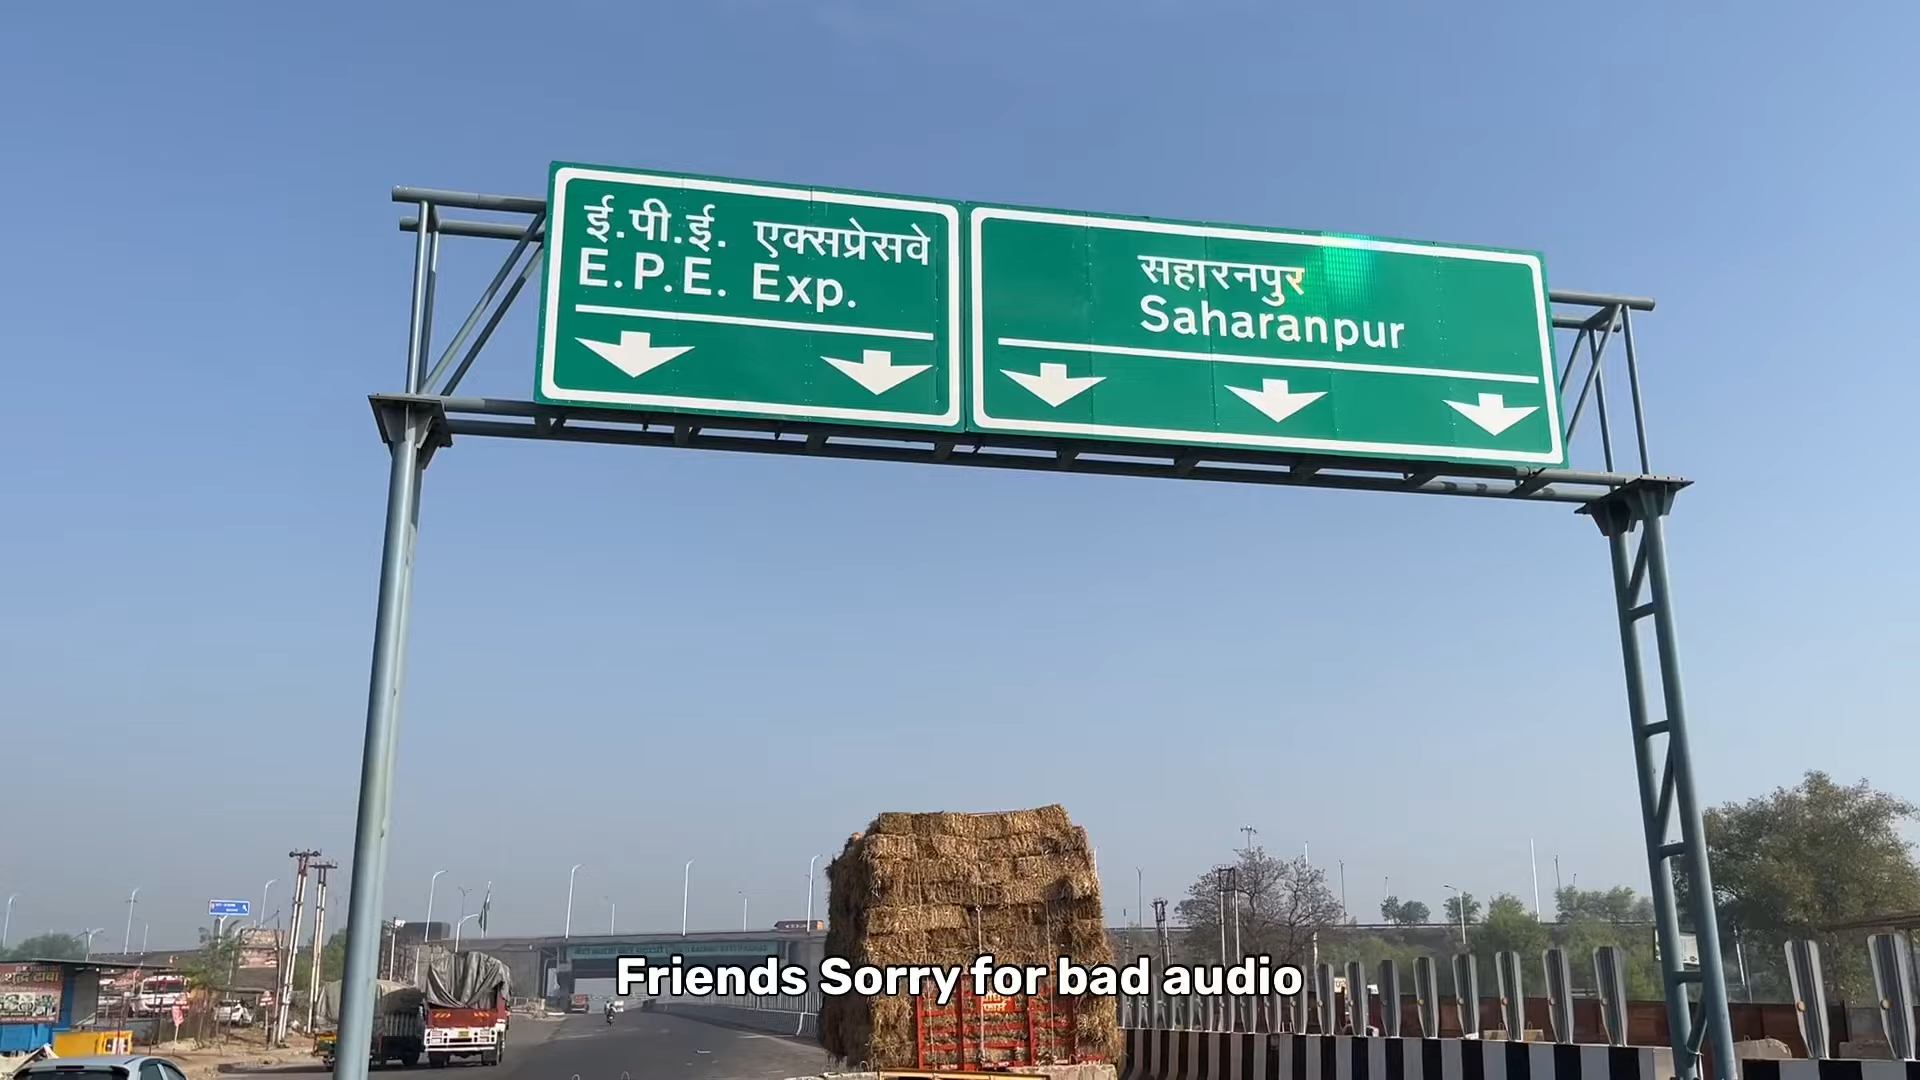 ई.पी.ई. एक्सप्रेसवे
E.P.E. Exp.
सहारनपुर
Saharanpur
Friends Sorry for bad audio